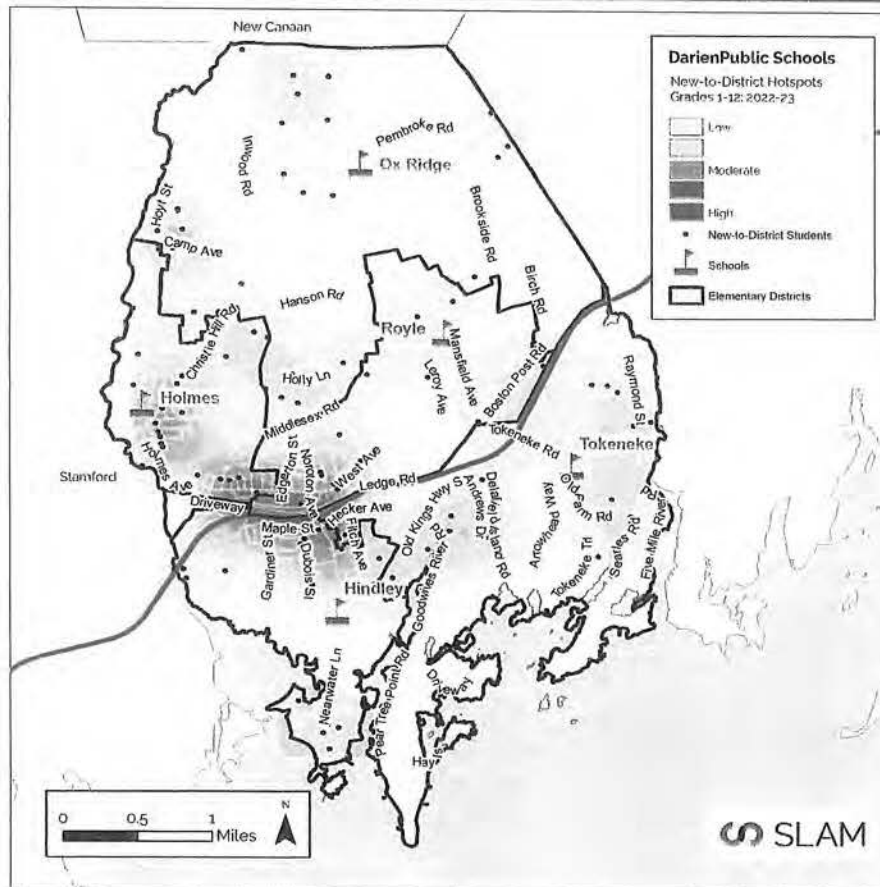 New Canaan
DarienPublic Schools
New-to-District Hotspots
Grades 1-12: 2022-23
Low
Moderate
High
New-to-District Students
Schools
Elementary Districts
Pembroke Rd
Inwood Rd
Ox Ridge
Hoyt St
Brookside Rd
Camp Ave
Birch Rd
Hanson Rd
Christie Hill Rd
Royle
Mansfield Ave
Boston Post Rd
Raymond St
Holly Ln
Leroy Ave
Holmes
Middlesex Rd
Tokeneke Rd
Tokeneke
Holmes Ave
Edgerton St
Noroton Ave
West Ave
Stamford
Ledge Rd
Old Farm Rd
Driveway
Hecker Ave
Old Kings Hwy S
Andrews Dr
Delafield Island Rd
Arrowhead Way
Maple St
Fitch Ave
Gardiner St
Dubois St
Searles Rd
Five Mile River Rd
Goodwives River Rd
Tokeneke Trl
Hindley
Nearwater Ln
Pear Tree Point Rd
Driveway
Hay Isl
0 0.5 1
Miles
N
SLAM